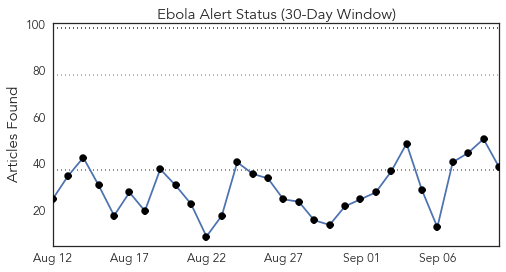 Ebola Alert Status (30-Day Window)
Articles Found
100
80
60
40
20
Aug 12
Aug 17
Aug 22
Aug 27
Sep 01
Sep 06